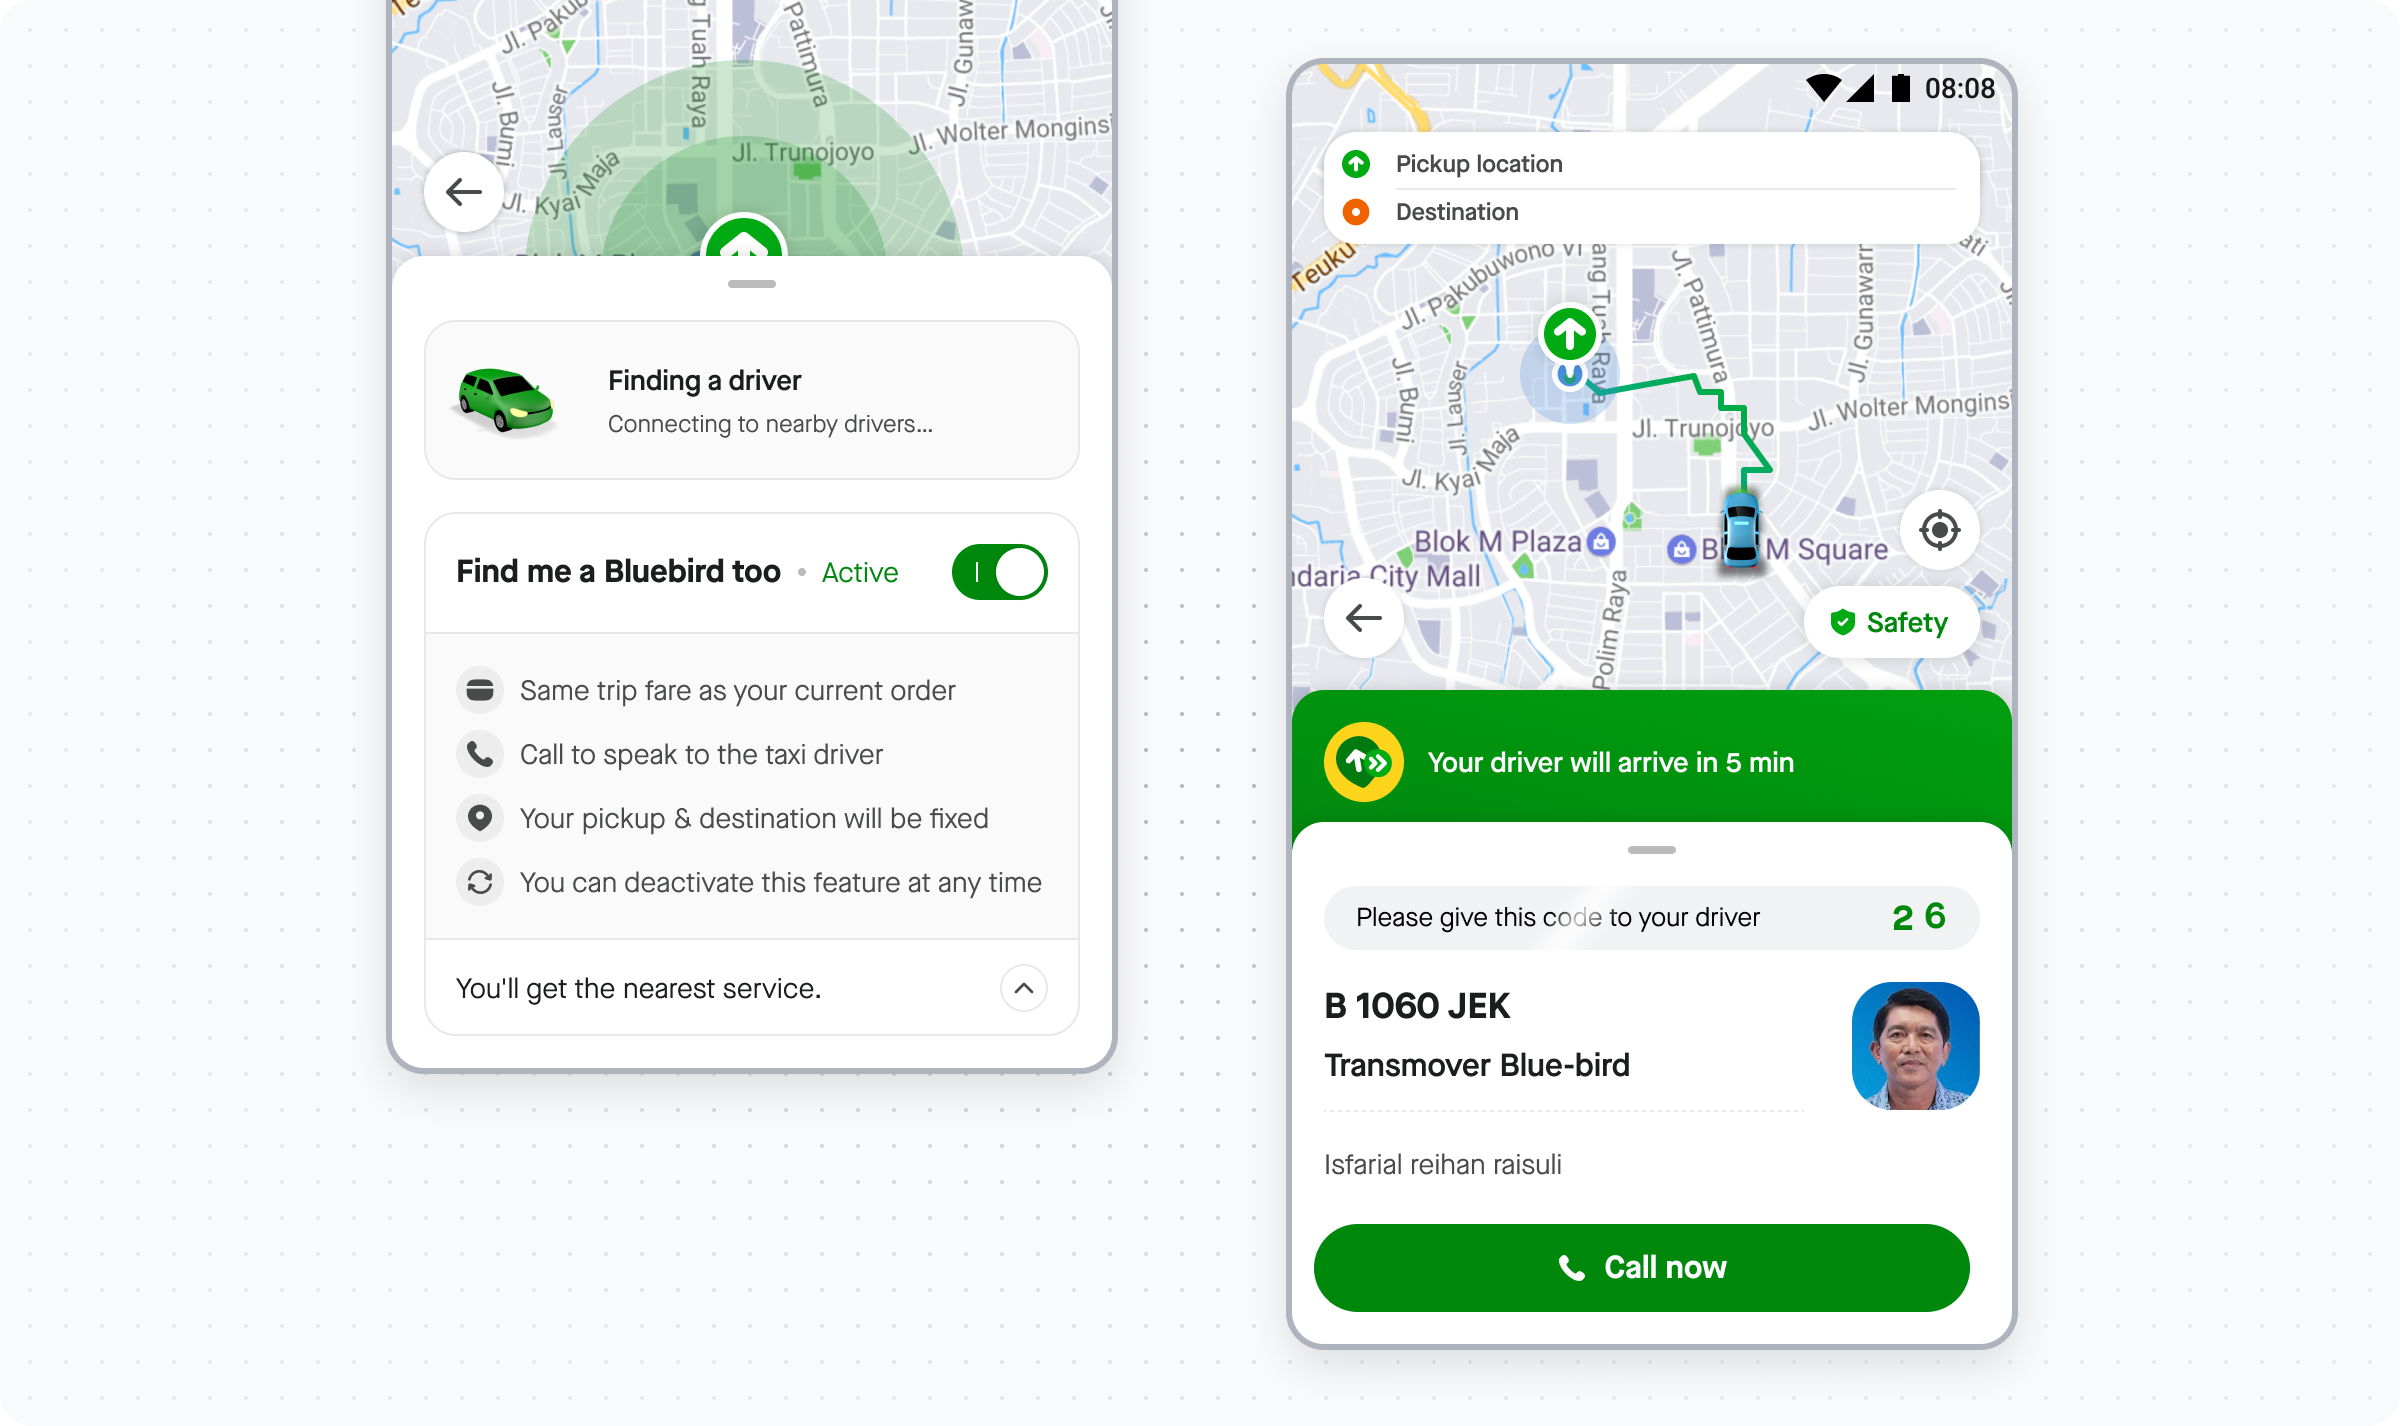 Jl. Pakub
g Tuah Raya
Pattimura
Jl. Gunaw
Jl. Bumi
Jl. Lauser
Jl. Kyai Maja
Jl. Trunojoyo
Jl. Wolter Monginsi
Finding a driver
Connecting to nearby drivers...
Find me a Bluebird too • Active
Same trip fare as your current order
Call to speak to the taxi driver
Your pickup & destination will be fixed
You can deactivate this feature at any time
You'll get the nearest service.
08:08
Pickup location
Destination
Teuku
Jl. Pakubuwono VI
ang Tuah Raya
Jl. Pattimura
Jl. Gunawarr
ati
Jl. Bumi
Jl. Lauser
Jl. Kyai Maja
Jl. Trunojoyo
Jl. Wolter Monginsi
Blok M Plaza
M Square
ndaria City Mall
Polim Raya
Safety
Your driver will arrive in 5 min
Please give this code to your driver 2 6
B 1060 JEK
Transmover Blue-bird
Isfarial reihan raisuli
Call now